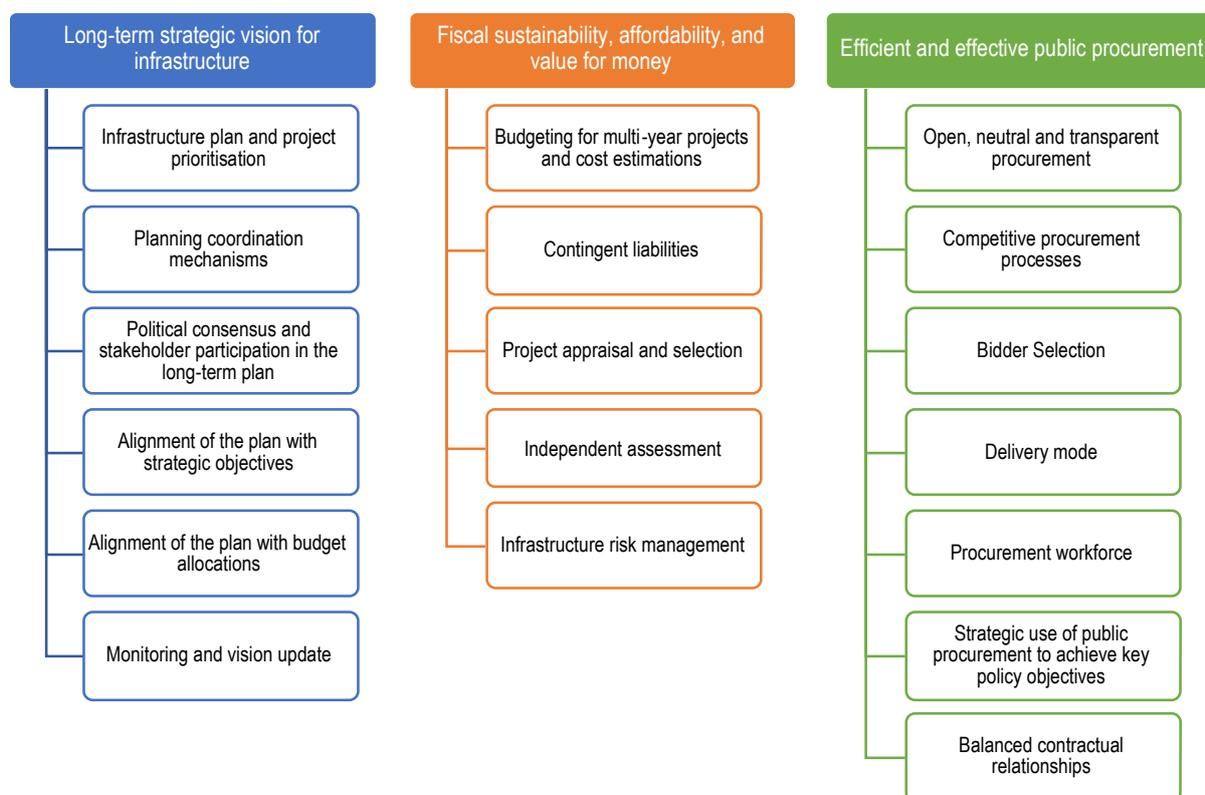 Long-term strategic vision for
infrastructure
Infrastructure plan and project
prioritisation
Planning coordination
mechanisms
Political consensus and
stakeholder participation in the
long-term plan
Alignment of the plan with
strategic objectives
Alignment of the plan with budget
allocations
Monitoring and vision update
Fiscal sustainability, affordability, and
value for money
Budgeting for multi-year projects
and cost estimations
Contingent liabilities
Project appraisal and selection
Independent assessment
Infrastructure risk management
Efficient and effective public procurement
Open, neutral and transparent
procurement
Competitive procurement
processes
Bidder Selection
Delivery mode
Procurement workforce
Strategic use of public
procurement to achieve key
policy objectives
Balanced contractual
relationships